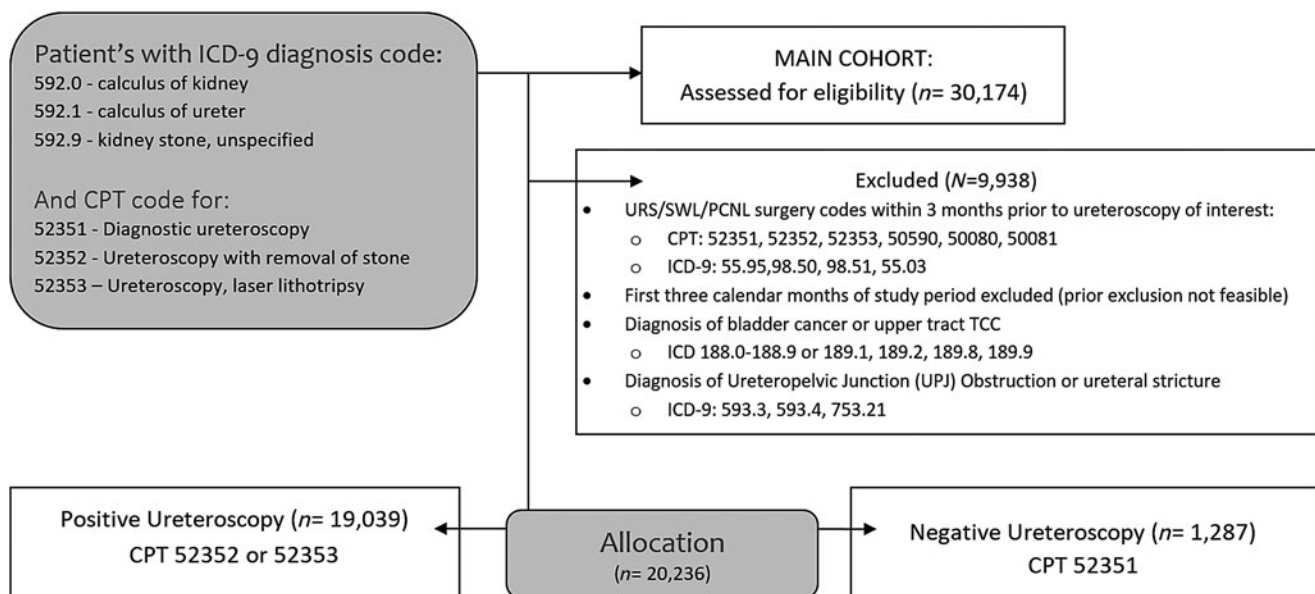 Patient's with ICD-9 diagnosis code:
592.0 - calculus of kidney
592.1 - calculus of ureter
592.9 - kidney stone, unspecified
And CPT code for:
52351 - Diagnostic ureteroscopy
52352 - Ureteroscopy with removal of stone
52353 – Ureteroscopy, laser lithotripsy
MAIN COHORT:
Assessed for eligibility (n= 30,174)
Excluded (N=9,938)
• URS/SWL/PCNL surgery codes within 3 months prior to ureteroscopy of interest:
o CPT: 52351, 52352, 52353, 50590, 50080, 50081
o ICD-9: 55.95,98.50, 98.51, 55.03
• First three calendar months of study period excluded (prior exclusion not feasible)
• Diagnosis of bladder cancer or upper tract TCC
o ICD 188.0-188.9 or 189.1, 189.2, 189.8, 189.9
• Diagnosis of Ureteropelvic Junction (UPJ) Obstruction or ureteral stricture
o ICD-9: 593.3, 593.4, 753.21
Positive Ureteroscopy (n= 19,039)
CPT 52352 or 52353
Allocation
(n= 20,236)
Negative Ureteroscopy (n= 1,287)
CPT 52351